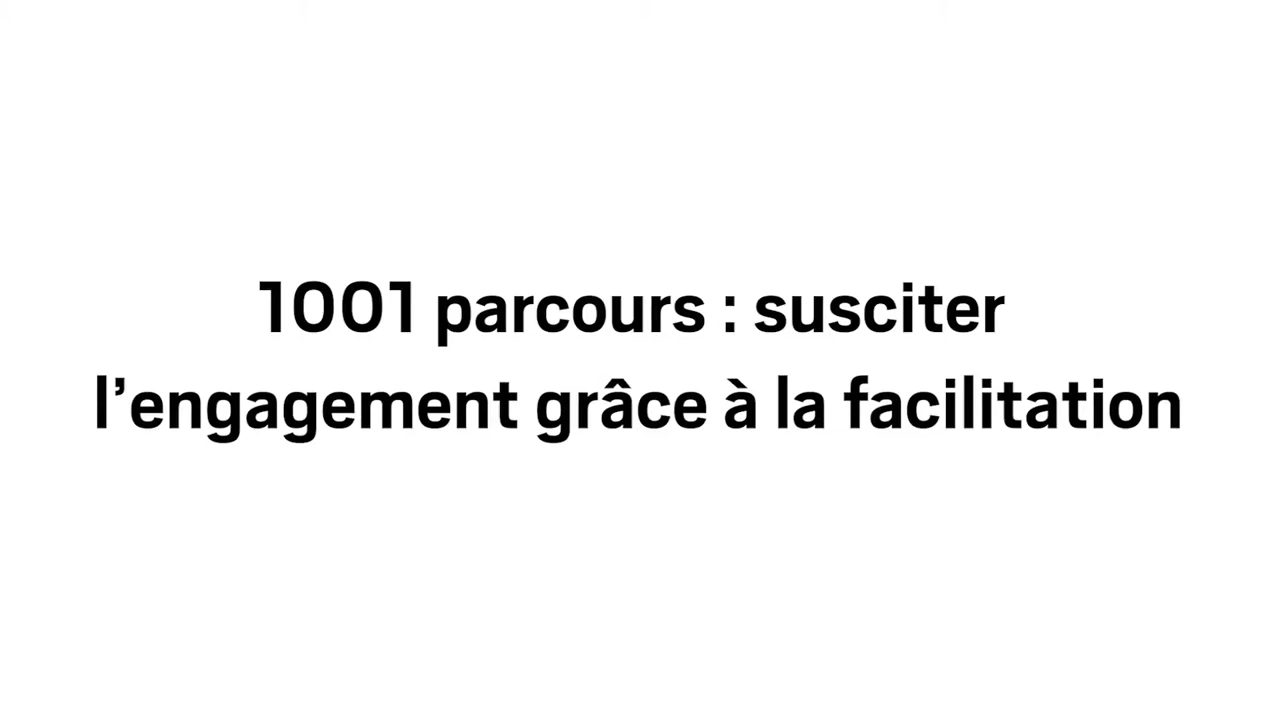 1001 parcours : susciter
l’engagement grâce à la facilitation